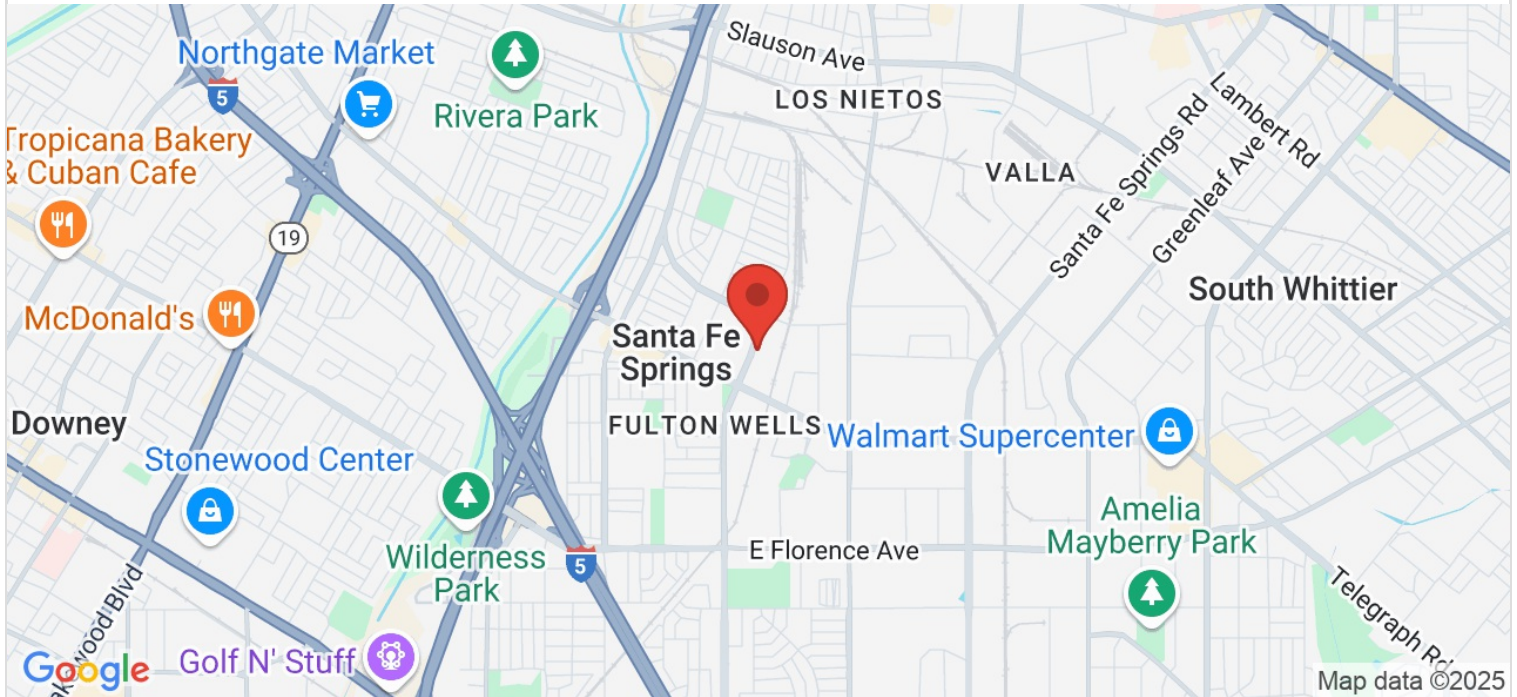 Slauson Ave
Northgate Market
5
Rivera Park
LOS NIETOS
Lambert Rd
Tropicana Bakery
& Cuban Cafe
VALLA
Santa Fe Springs Rd
Greenleaf Ave
19
South Whittier
McDonald's
Santa Fe
Springs
Downey
FULTON WELLS
Walmart Supercenter
Stonewood Center
Amelia
Mayberry Park
E Florence Ave
Wilderness
Park
5
Telegraph Rd
akewood Blvd
Golf N' Stuff
Google
Map data ©2025